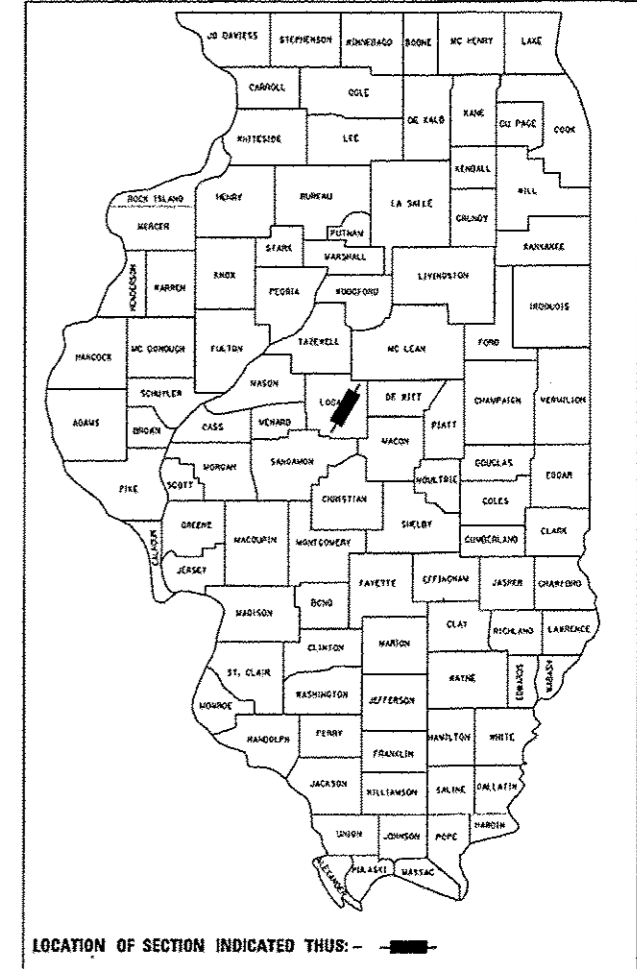 JO DAVIESS STEPHENSON WINNEBAGO BOONE MC HENRY LAKE
CARROLL OGLE DE KALB KANE DU PAGE COOK
WHITESIDE LEE KENDALL WILL
ROCK ISLAND HENRY BUREAU LA SALLE GRUNDY
MERCER PUTNAM KANKAKEE
HENDERSON WARREN KNOX STARK MARSHALL LIVINGSTON
PEORIA WOODFORD IROQUOIS
HANCOCK MC DONOUGH FULTON TAZEWELL MC LEAN FORD
SCHUYLER MASON LOGA DE WITT CHAMPAIGN VERMILION
ADAMS BROWN CASS MENARD MACON PIATT
PIKE SCOTT MORGAN SANGAMON MOULTRIE DOUGLAS EDGAR
CHRISTIAN COLES
CALHOUN GREENE MACOUPIN MONTGOMERY SHELBY CUMBERLAND CLARK
JERSEY FAYETTE EFFINGHAM JASPER CRAWFORD
MADISON BOND CLAY RICHLAND LAWRENCE
CLINTON MARION
ST. CLAIR WASHINGTON JEFFERSON WAYNE EDWARDS WABASH
MONROE
RANDOLPH PERRY HAMILTON WHITE
FRANKLIN
JACKSON WILLIAMSON SALINE GALLATIN
UNION JOHNSON POPE HARDIN
ALEXANDER PULASKI MASSAC
LOCATION OF SECTION INDICATED THUS: -